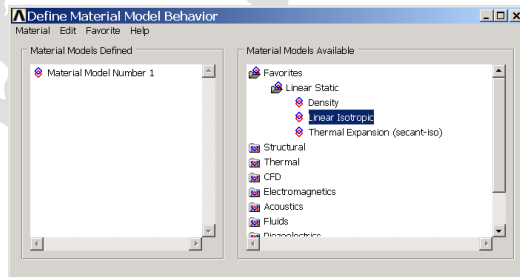 Define Material Model Behavior
Material Edit Favorite Help
Material Models Defined
Material Model Number 1
Material Models Available
Favorites
Linear Static
Density
Linear Isotropic
Thermal Expansion (secant-iso)
Structural
Thermal
CFD
Electromagnetics
Acoustics
Fluids
Piezoelectrics